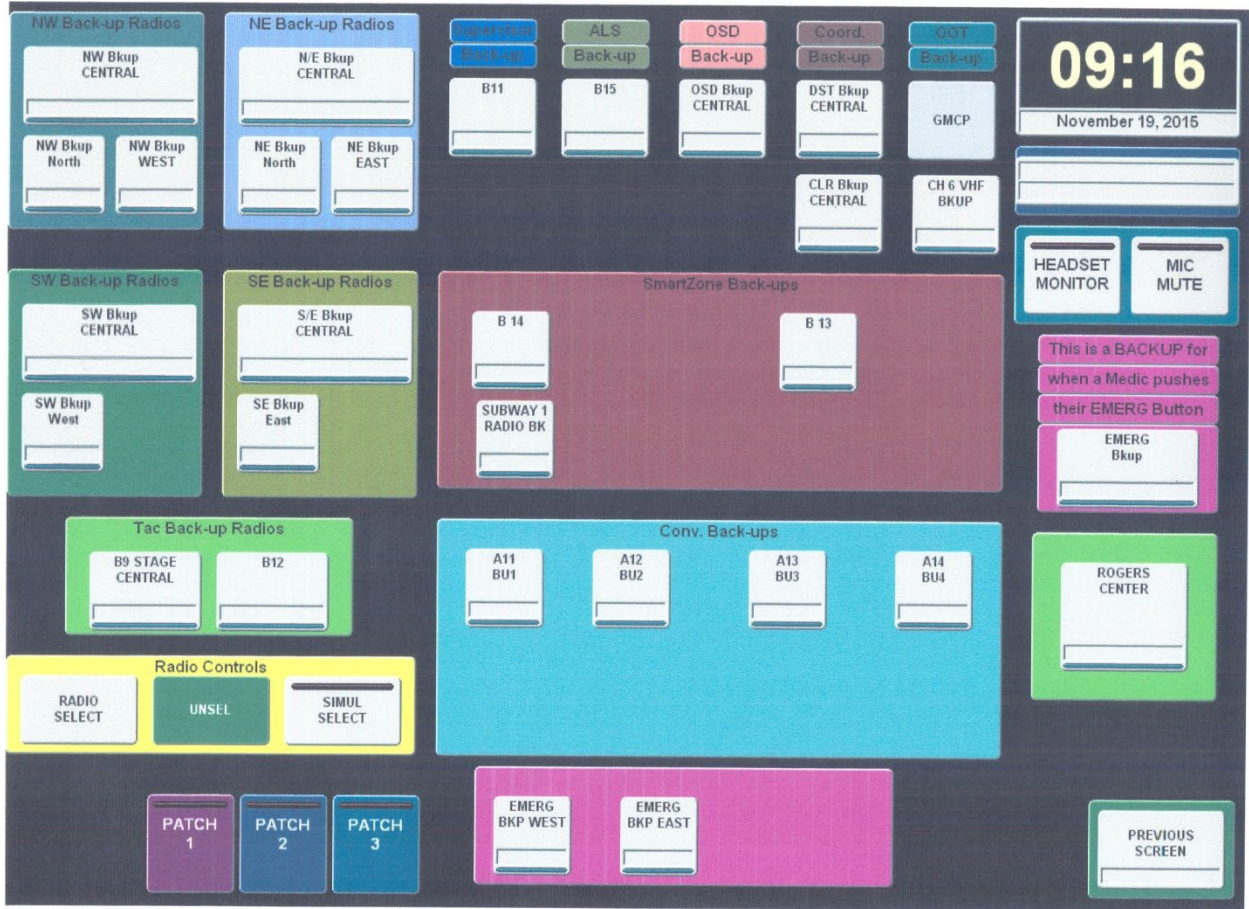 NW Back-up Radios
NW Bkup
CENTRAL
NW Bkup
North
NW Bkup
WEST
NE Back-up Radios
N/E Bkup
CENTRAL
NE Bkup
North
NE Bkup
EAST
Supervisor
Back-up
B11
ALS
Back-up
B15
OSD
Back-up
OSD Bkup
CENTRAL
Coord.
Back-up
DST Bkup
CENTRAL
CLR Bkup
CENTRAL
OOT
Back-up
GMCP
CH 6 VHF
BKUP
09:16
November 19, 2015
HEADSET
MONITOR
MIC
MUTE
SW Back-up Radios
SW Bkup
CENTRAL
SW Bkup
West
SE Back-up Radios
S/E Bkup
CENTRAL
SE Bkup
East
SmartZone Back-ups
B 14
B 13
SUBWAY 1
RADIO BK
This is a BACKUP for
when a Medic pushes
their EMERG Button
EMERG
Bkup
Tac Back-up Radios
B9 STAGE
CENTRAL
B12
Conv. Back-ups
A11
BU1
A12
BU2
A13
BU3
A14
BU4
ROGERS
CENTER
Radio Controls
RADIO
SELECT
UNSEL
SIMUL
SELECT
PATCH
1
PATCH
2
PATCH
3
EMERG
BKP WEST
EMERG
BKP EAST
PREVIOUS
SCREEN